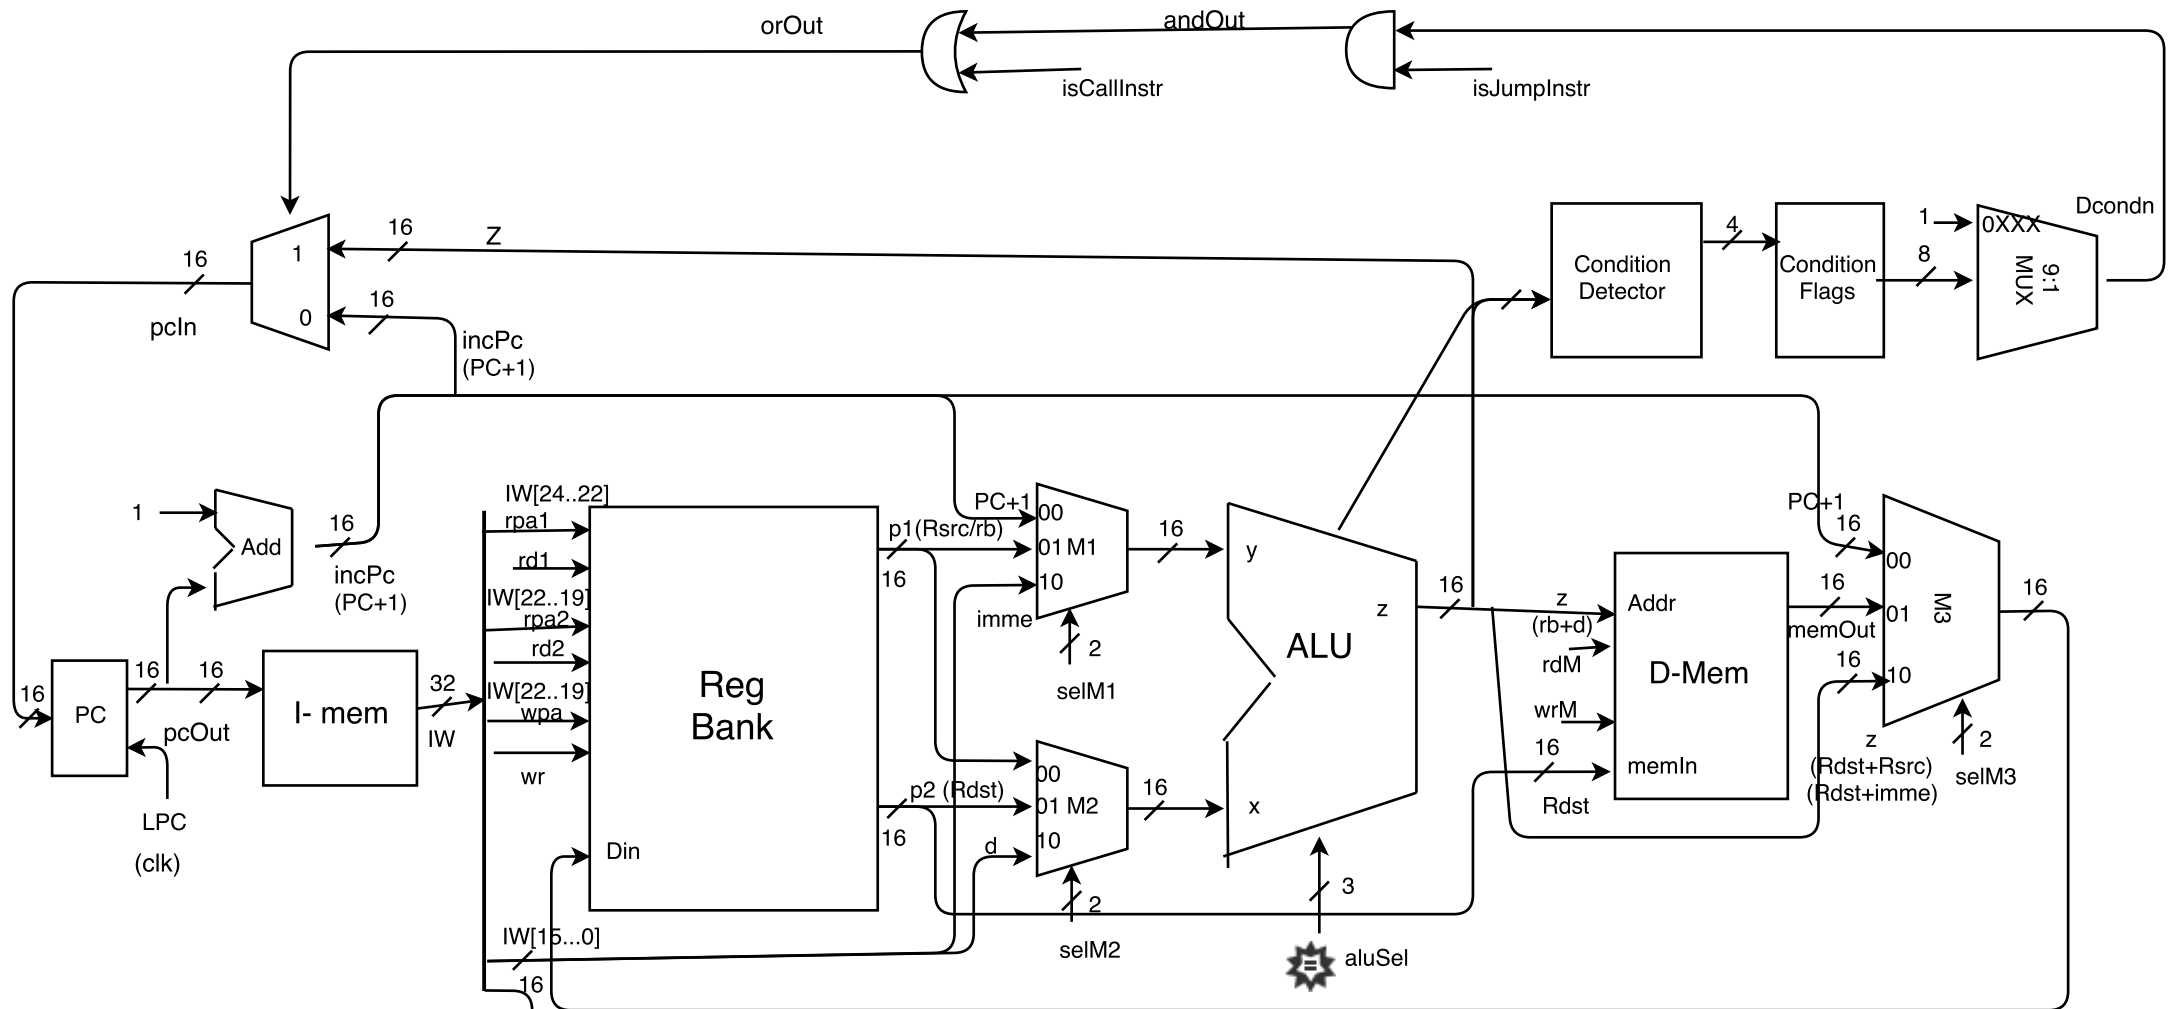 orOut
andOut
isCallInstr
isJumpInstr
Dcondn
1
0XXX
9:1
MUX
4
8
Condition
Detector
Condition
Flags
16
Z
1
16
16
0
pcIn
incPc
(PC+1)
1
Add
16
incPc
(PC+1)
IW[24..22]
rpa1
rd1
IW[22..19]
rpa2
rd2
IW[22..19]
wpa
wr
Din
Reg
Bank
p1(Rsrc/rb)
16
p2 (Rdst)
16
PC+1
00
01 M1
10
imme
2
selM1
16
00
01 M2
10
d
2
selM2
16
y
x
z
ALU
3
aluSel
16
z
(rb+d)
rdM
wrM
16
Rdst
Addr
D-Mem
memIn
PC+1
16
16
memOut
16
00
01
10
M3
z
(Rdst+Rsrc)
(Rdst+imme)
2
selM3
16
16
PC
16
16
pcOut
LPC
(clk)
I- mem
32
IW
IW[15...0]
16
=